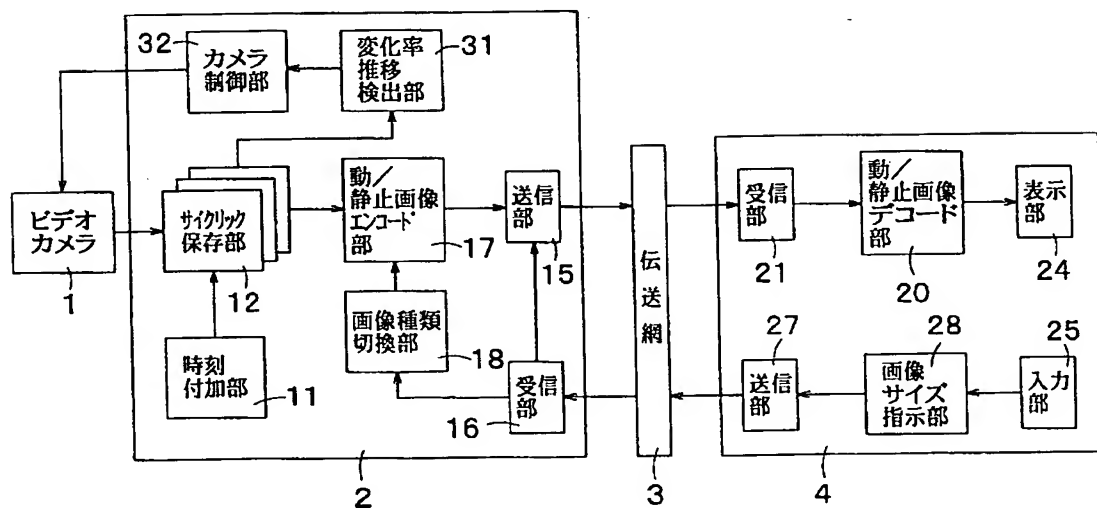 32
カメラ
制御部
変化率
推移
検出部
31
ビデオ
カメラ
1
サイクリック
保存部
12
動/
静止画像
エンコード
部
17
送信
部
15
時刻
付加部
11
画像種類
切換部
18
受信
部
16
2
伝送網
3
受信
部
21
動/
静止画像
デコード
部
20
表示
部
24
27
送信
部
28
画像
サイズ
指示部
25
入力
部
4